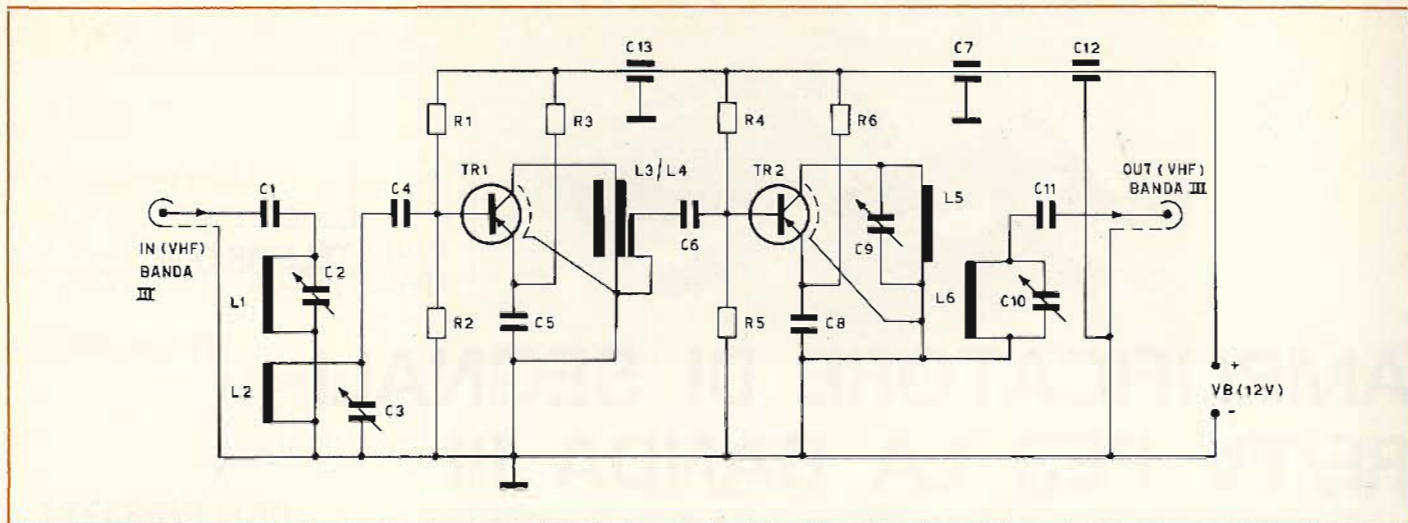 C13
C7
C12
R1
R3
R4
R6
TR1
L3/L4
TR2
OUT (VHF)
BANDA III
C1
C4
C11
L5
IN (VHF)
BANDA
III
C2
C6
C9
L1
L6
C10
R2
C5
R5
C8
L2
C3
+
VB (12V)
-